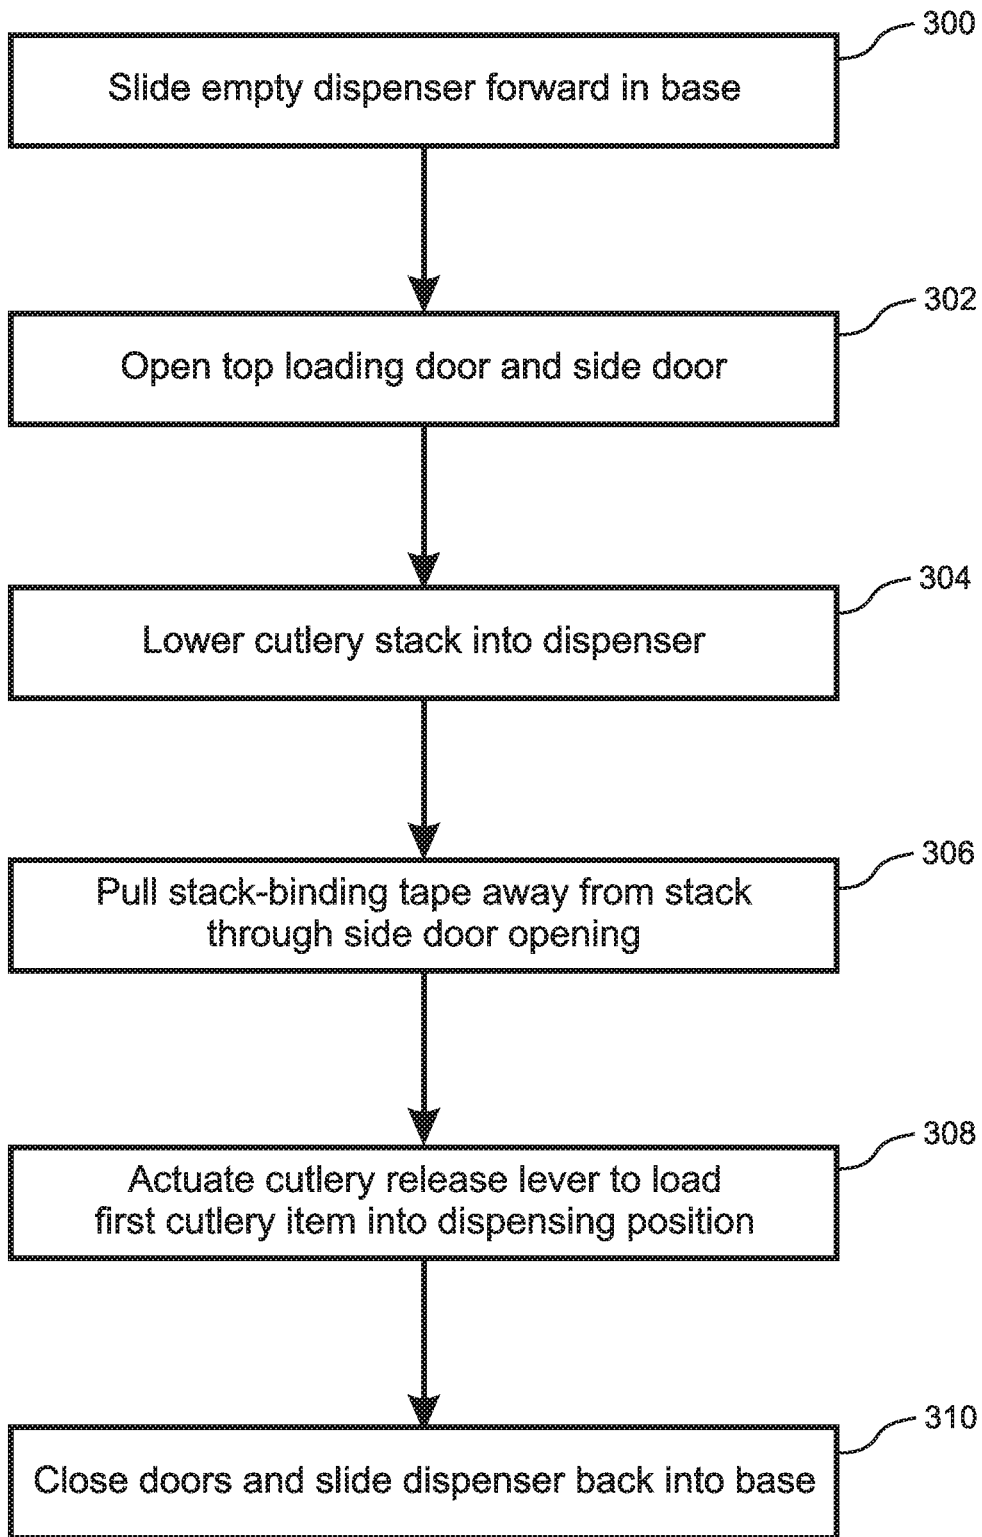 300
Slide empty dispenser forward in base
302
Open top loading door and side door
304
Lower cutlery stack into dispenser
306
Pull stack-binding tape away from stack
through side door opening
308
Actuate cutlery release lever to load
first cutlery item into dispensing position
310
Close doors and slide dispenser back into base